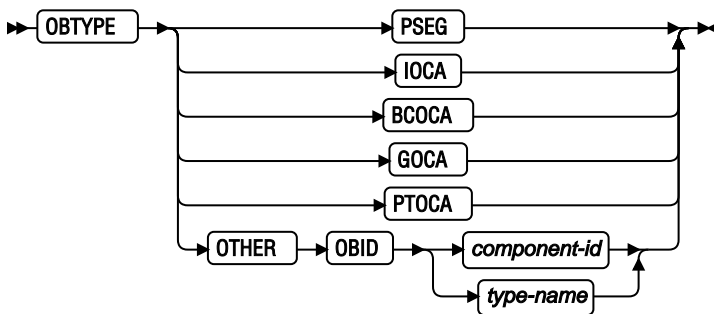 OBTYPE PSEG
IOCA
BCOCA
GOCA
PTOCA
OTHER OBID component-id
type-name